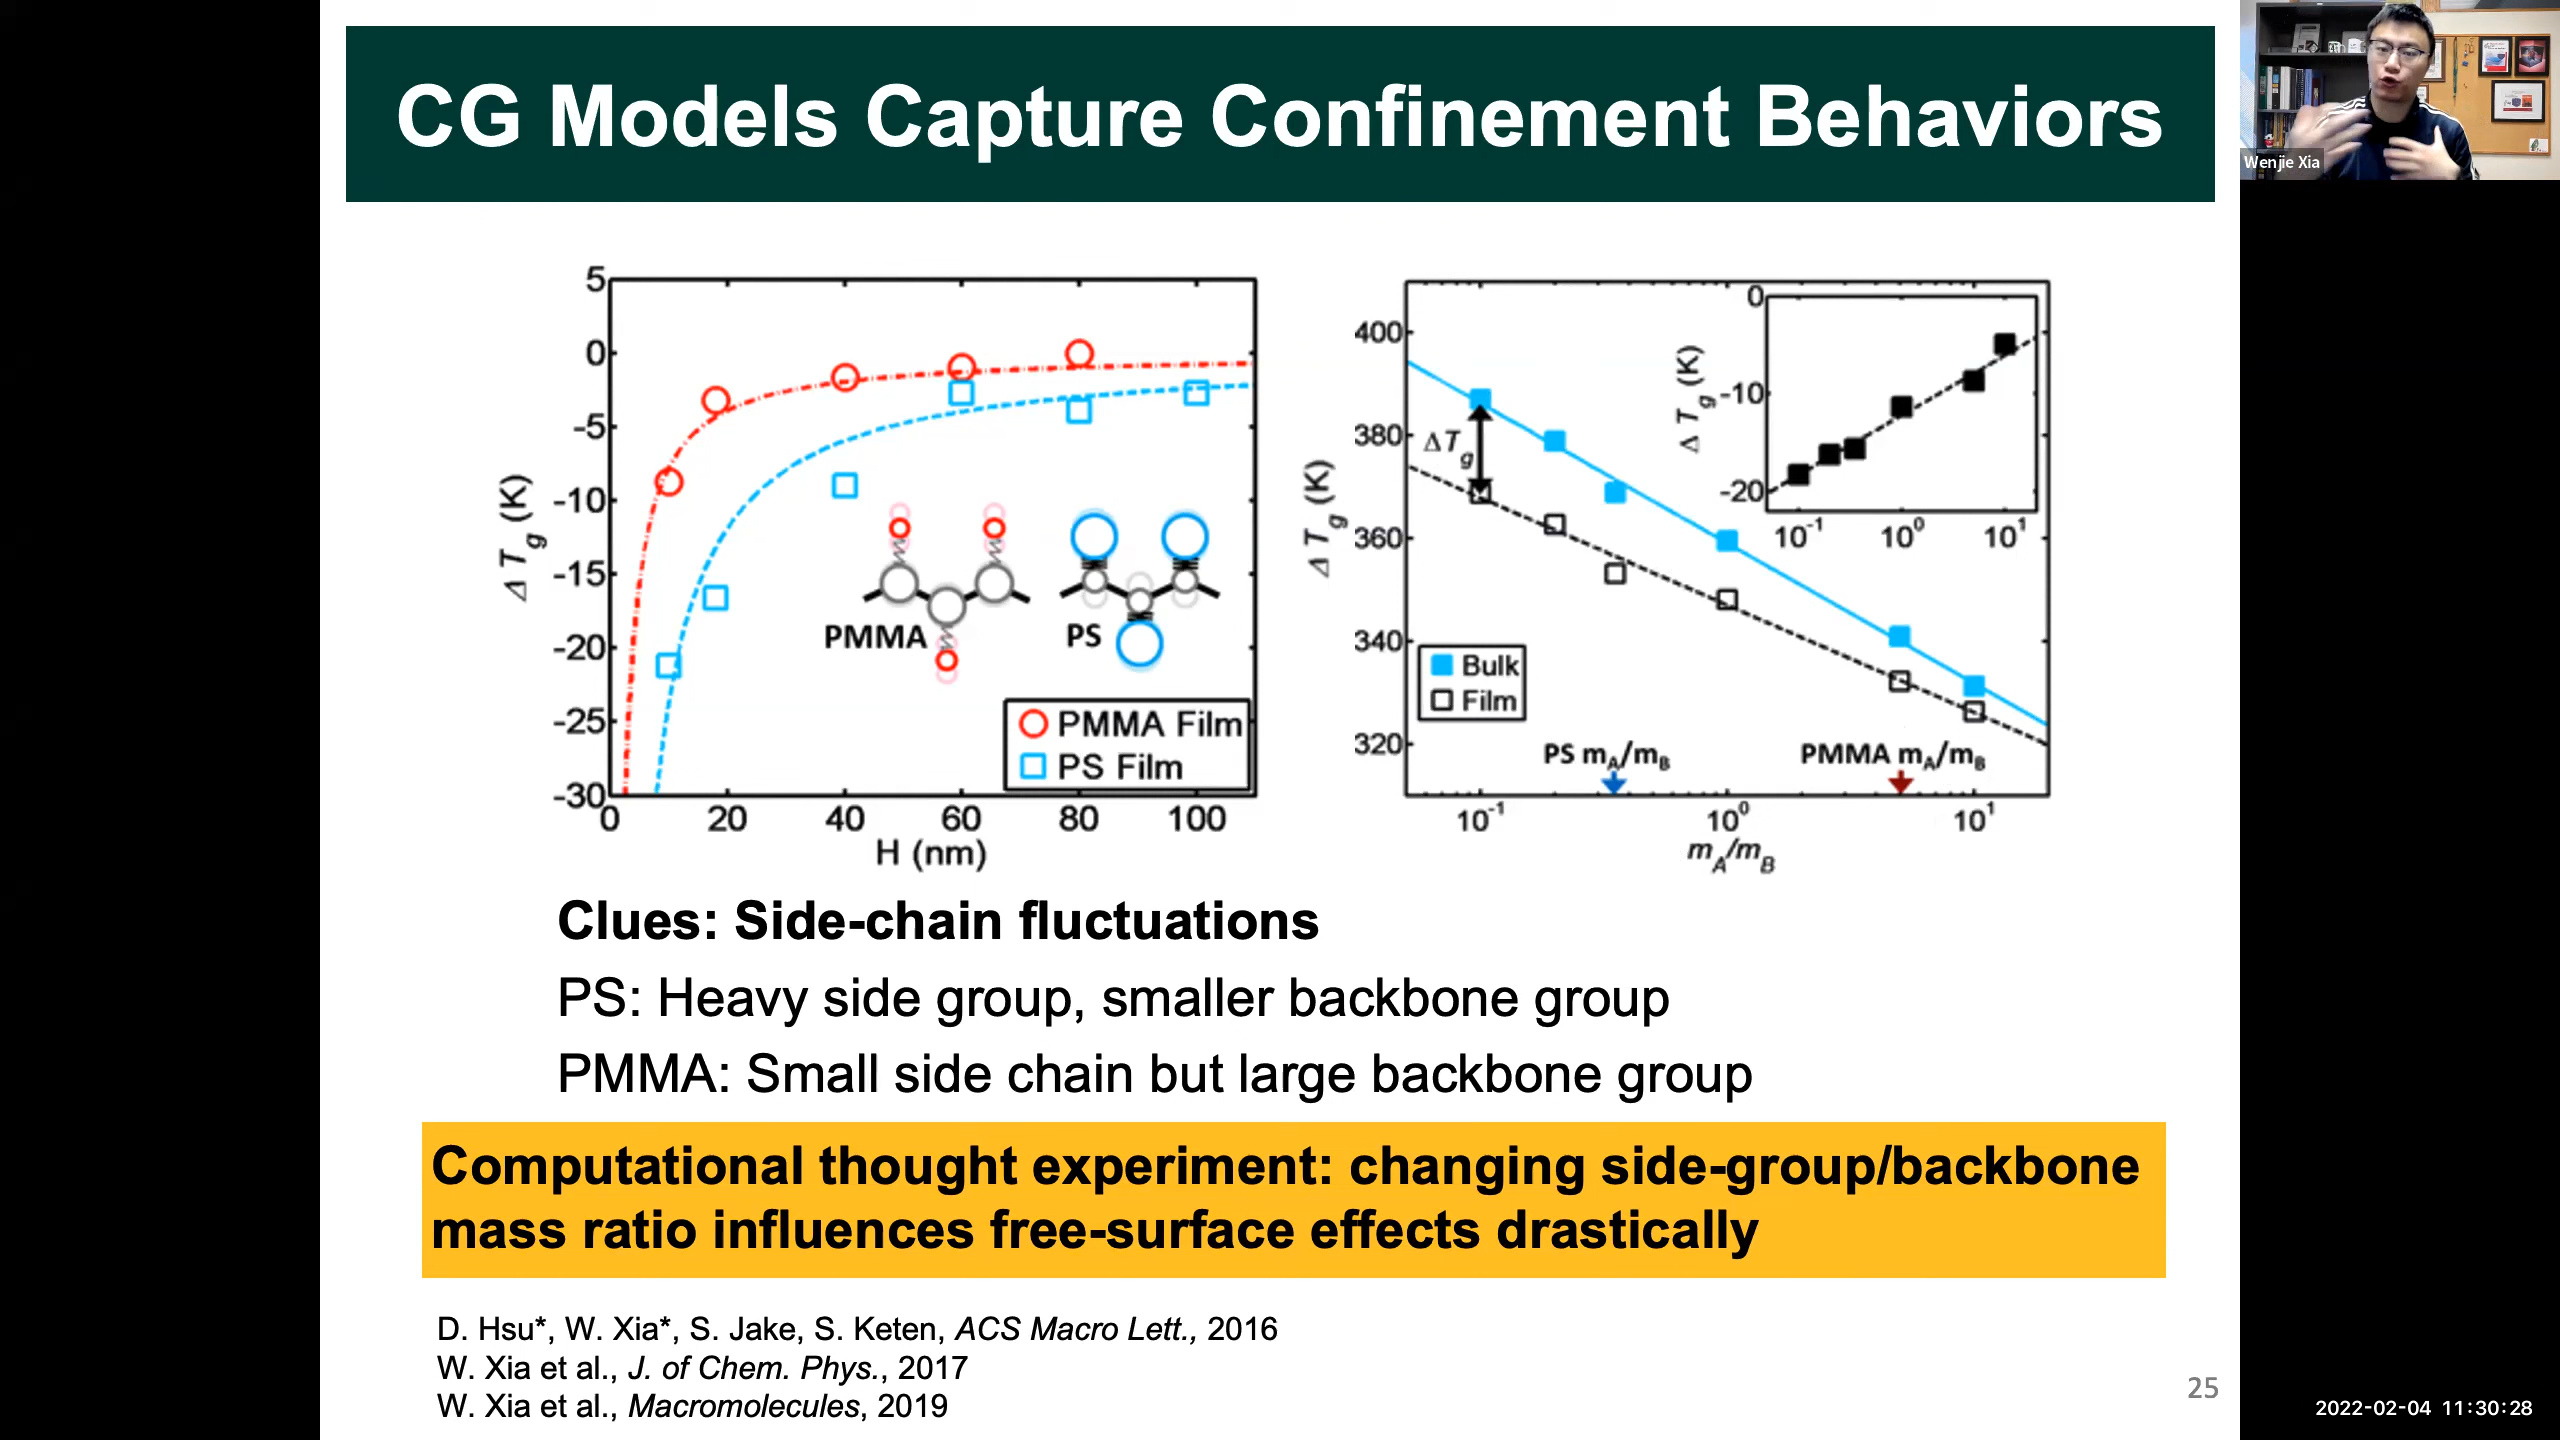 CG Models Capture Confinement Behaviors
Wenjie Xia
5
0
-5
-10
-15
-20
-25
-30
Δ Tg (K)
0 20 40 60 80 100
H (nm)
PMMA
PS
PMMA Film
PS Film
400
380
360
340
320
Δ Tg (K)
ΔTg
Bulk
Film
PS mA/mB
PMMA mA/mB
10-1 100 101
mA/mB
0
-10
-20
Δ Tg (K)
10-1 100 101
Clues: Side-chain fluctuations
PS: Heavy side group, smaller backbone group
PMMA: Small side chain but large backbone group
Computational thought experiment: changing side-group/backbone
mass ratio influences free-surface effects drastically
D. Hsu*, W. Xia*, S. Jake, S. Keten, ACS Macro Lett., 2016
W. Xia et al., J. of Chem. Phys., 2017
W. Xia et al., Macromolecules, 2019
25
2022-02-04 11:30:28